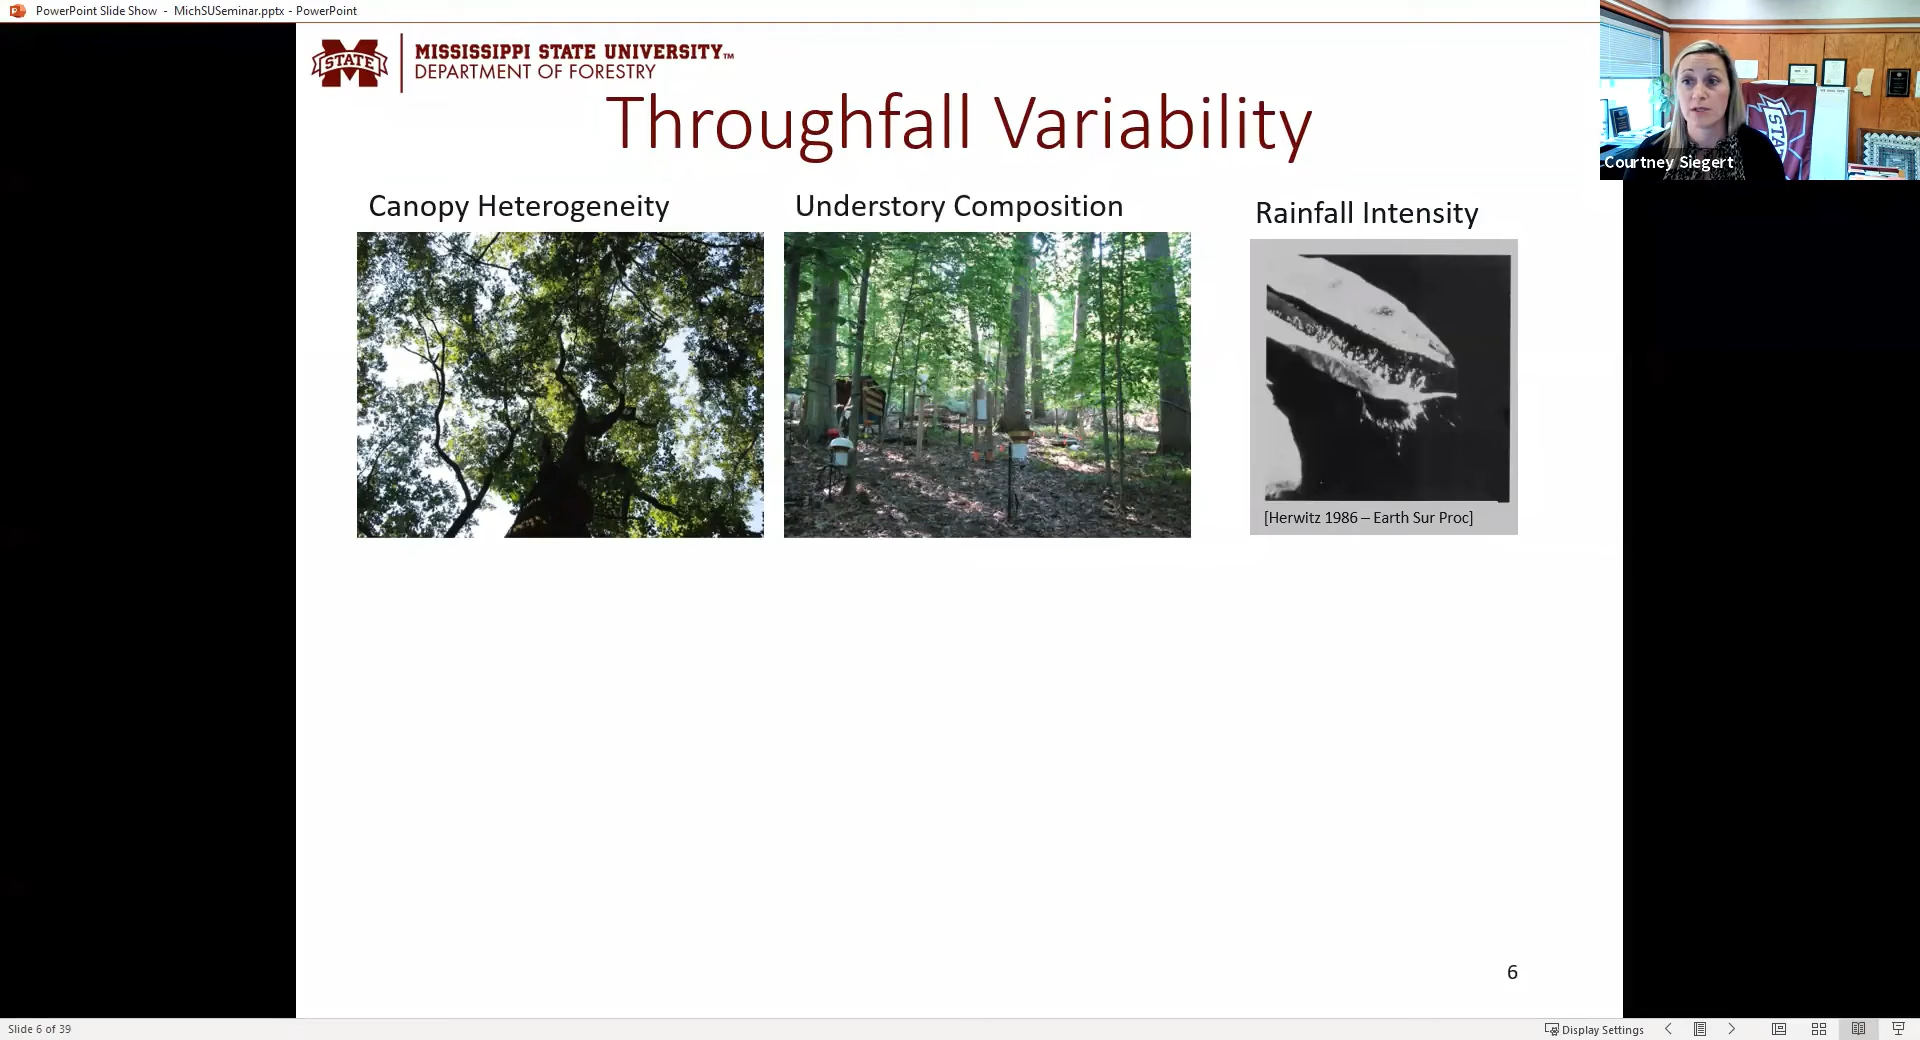 PowerPoint Slide Show - MichSUSeminar.pptx - PowerPoint
STATE
MISSISSIPPI STATE UNIVERSITY™
DEPARTMENT OF FORESTRY
Throughfall Variability
Courtney Siegert
Canopy Heterogeneity
Understory Composition
Rainfall Intensity
[Herwitz 1986 – Earth Sur Proc]
6
Slide 6 of 39
Display Settings